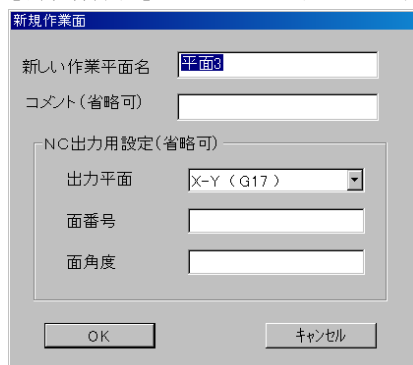 新規作業面
新しい作業平面名 平面3
コメント(省略可)
NC出力用設定(省略可)
出力平面 X-Y (G17)
面番号
面角度
OK キャンセル